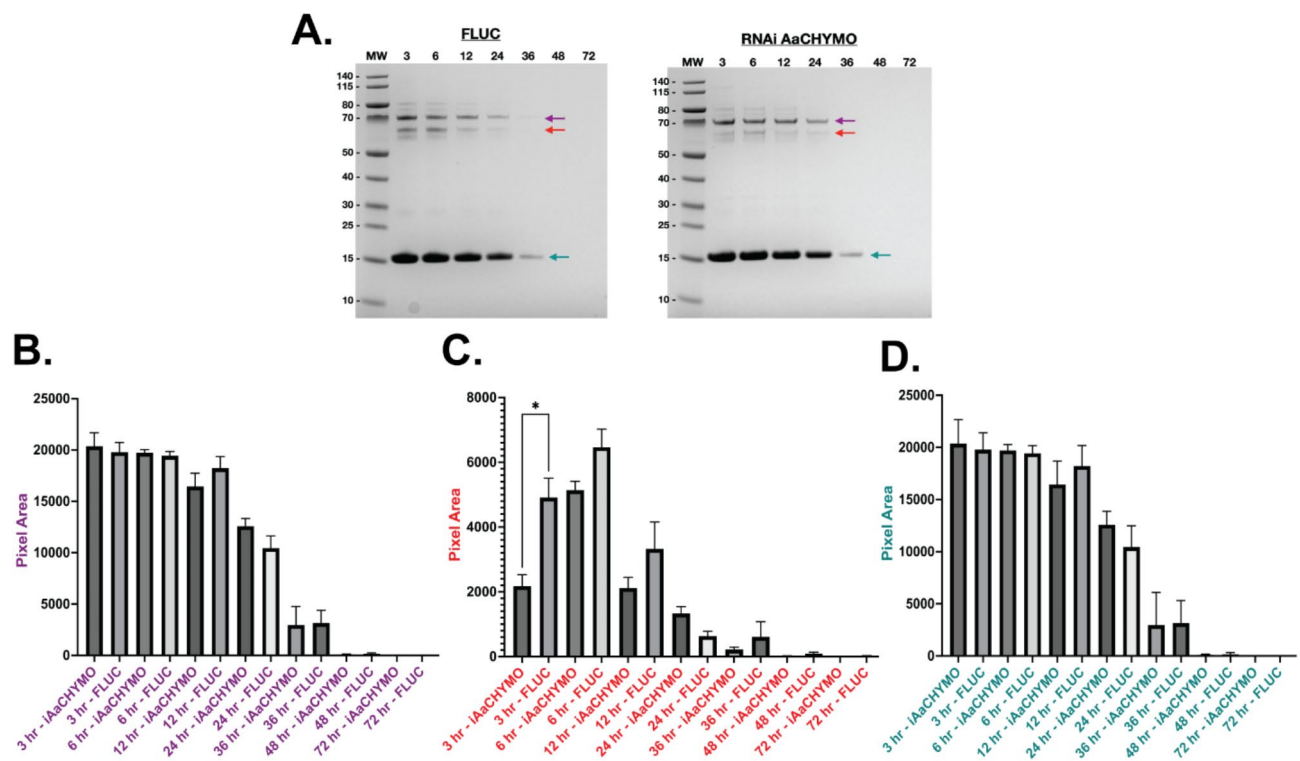 A.
FLUC
MW 3 6 12 24 36 48 72
140 -
115 -
80 -
70 -
50 -
40 -
30 -
25 -
15 -
10 -
RNAi AaCHYMO
MW 3 6 12 24 36 48 72
140 -
115 -
80 -
70 -
50 -
40 -
30 -
25 -
15 -
10 -
B.
Pixel Area
25000
20000
15000
10000
5000
0
3 hr - iAaCHYMO
3 hr - FLUC
6 hr - iAaCHYMO
6 hr - FLUC
12 hr - iAaCHYMO
12 hr - FLUC
24 hr - iAaCHYMO
24 hr - FLUC
36 hr - iAaCHYMO
36 hr - FLUC
48 hr - iAaCHYMO
48 hr - FLUC
72 hr - iAaCHYMO
72 hr - FLUC
C.
Pixel Area
8000
6000
4000
2000
0
*
3 hr - iAaCHYMO
3 hr - FLUC
6 hr - iAaCHYMO
6 hr - FLUC
12 hr - iAaCHYMO
12 hr - FLUC
24 hr - iAaCHYMO
24 hr - FLUC
36 hr - iAaCHYMO
36 hr - FLUC
48 hr - iAaCHYMO
48 hr - FLUC
72 hr - iAaCHYMO
72 hr - FLUC
D.
Pixel Area
25000
20000
15000
10000
5000
0
3 hr - iAaCHYMO
3 hr - FLUC
6 hr - iAaCHYMO
6 hr - FLUC
12 hr - iAaCHYMO
12 hr - FLUC
24 hr - iAaCHYMO
24 hr - FLUC
36 hr - iAaCHYMO
36 hr - FLUC
48 hr - iAaCHYMO
48 hr - FLUC
72 hr - iAaCHYMO
72 hr - FLUC